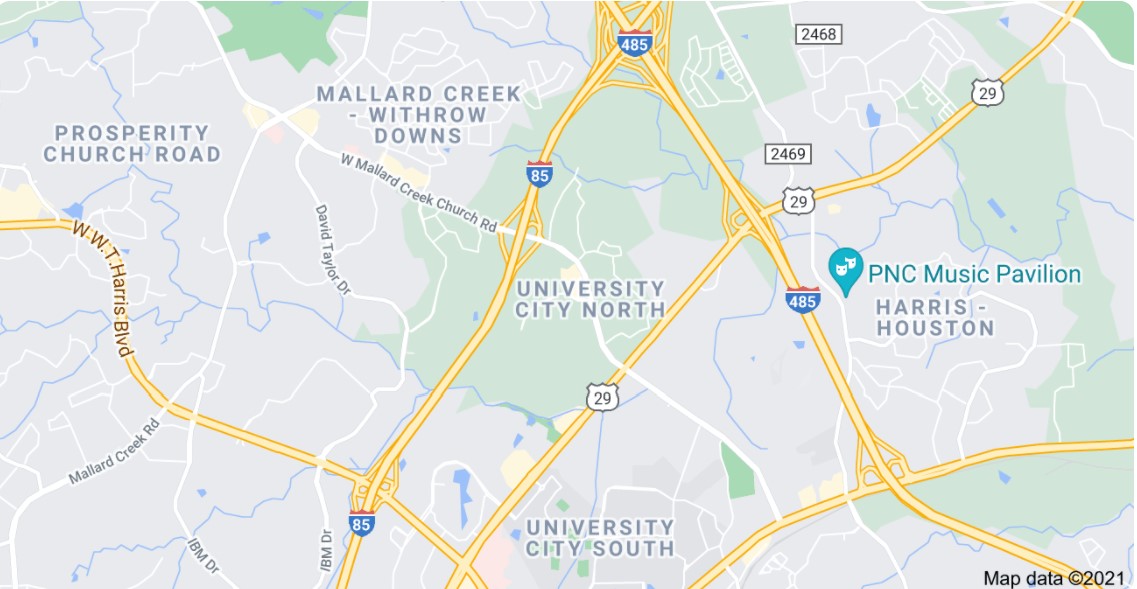 485
2468
29
MALLARD CREEK
- WITHROW
DOWNS
PROSPERITY
CHURCH ROAD
2469
W Mallard Creek Church Rd
85
29
David Taylor Dr
W.W.T.Harris Blvd
PNC Music Pavilion
UNIVERSITY
CITY NORTH
485
HARRIS -
HOUSTON
29
Mallard Creek Rd
85
UNIVERSITY
CITY SOUTH
IBM Dr
IBM Dr
Map data ©2021